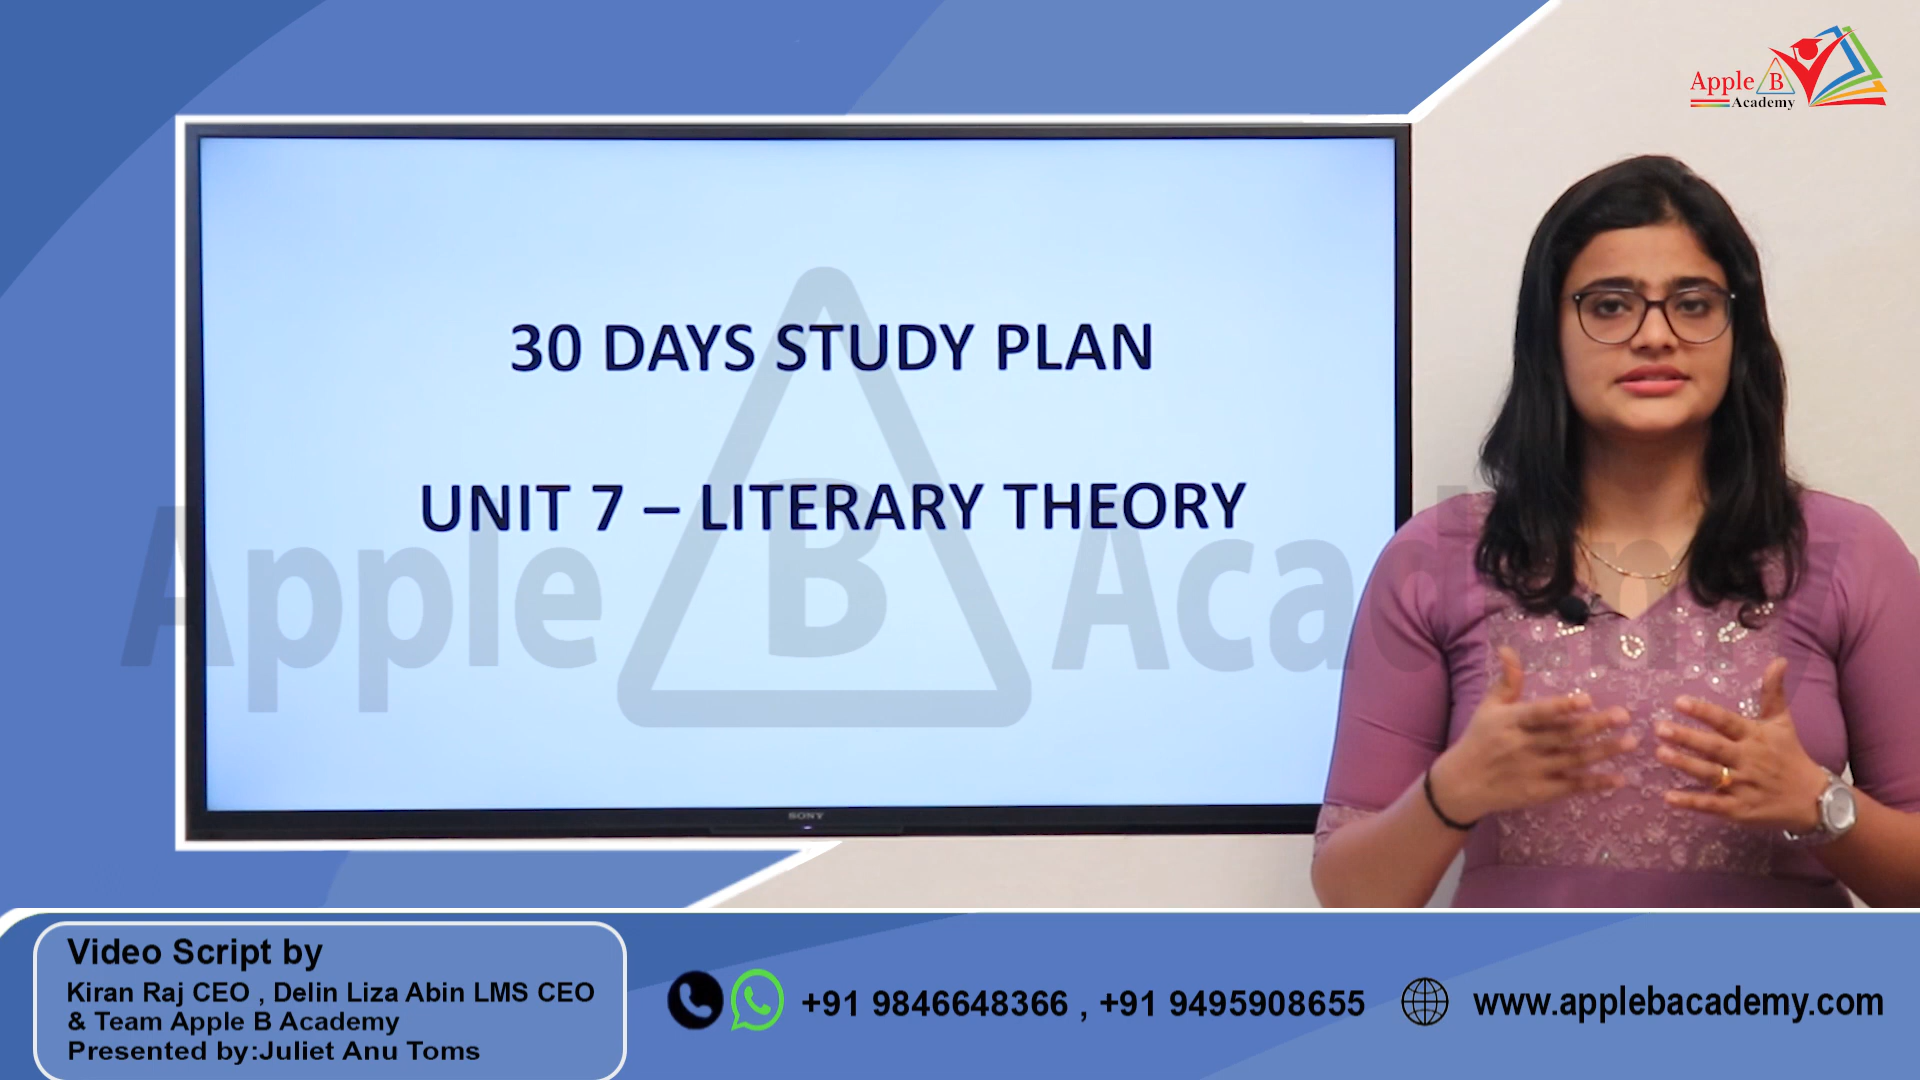 Apple B
Academy
30 DAYS STUDY PLAN
UNIT 7 – LITERARY THEORY
Apple B Academy
SONY
Video Script by
Kiran Raj CEO , Delin Liza Abin LMS CEO
& Team Apple B Academy
Presented by:Juliet Anu Toms
+91 9846648366 , +91 9495908655
www.applebacademy.com